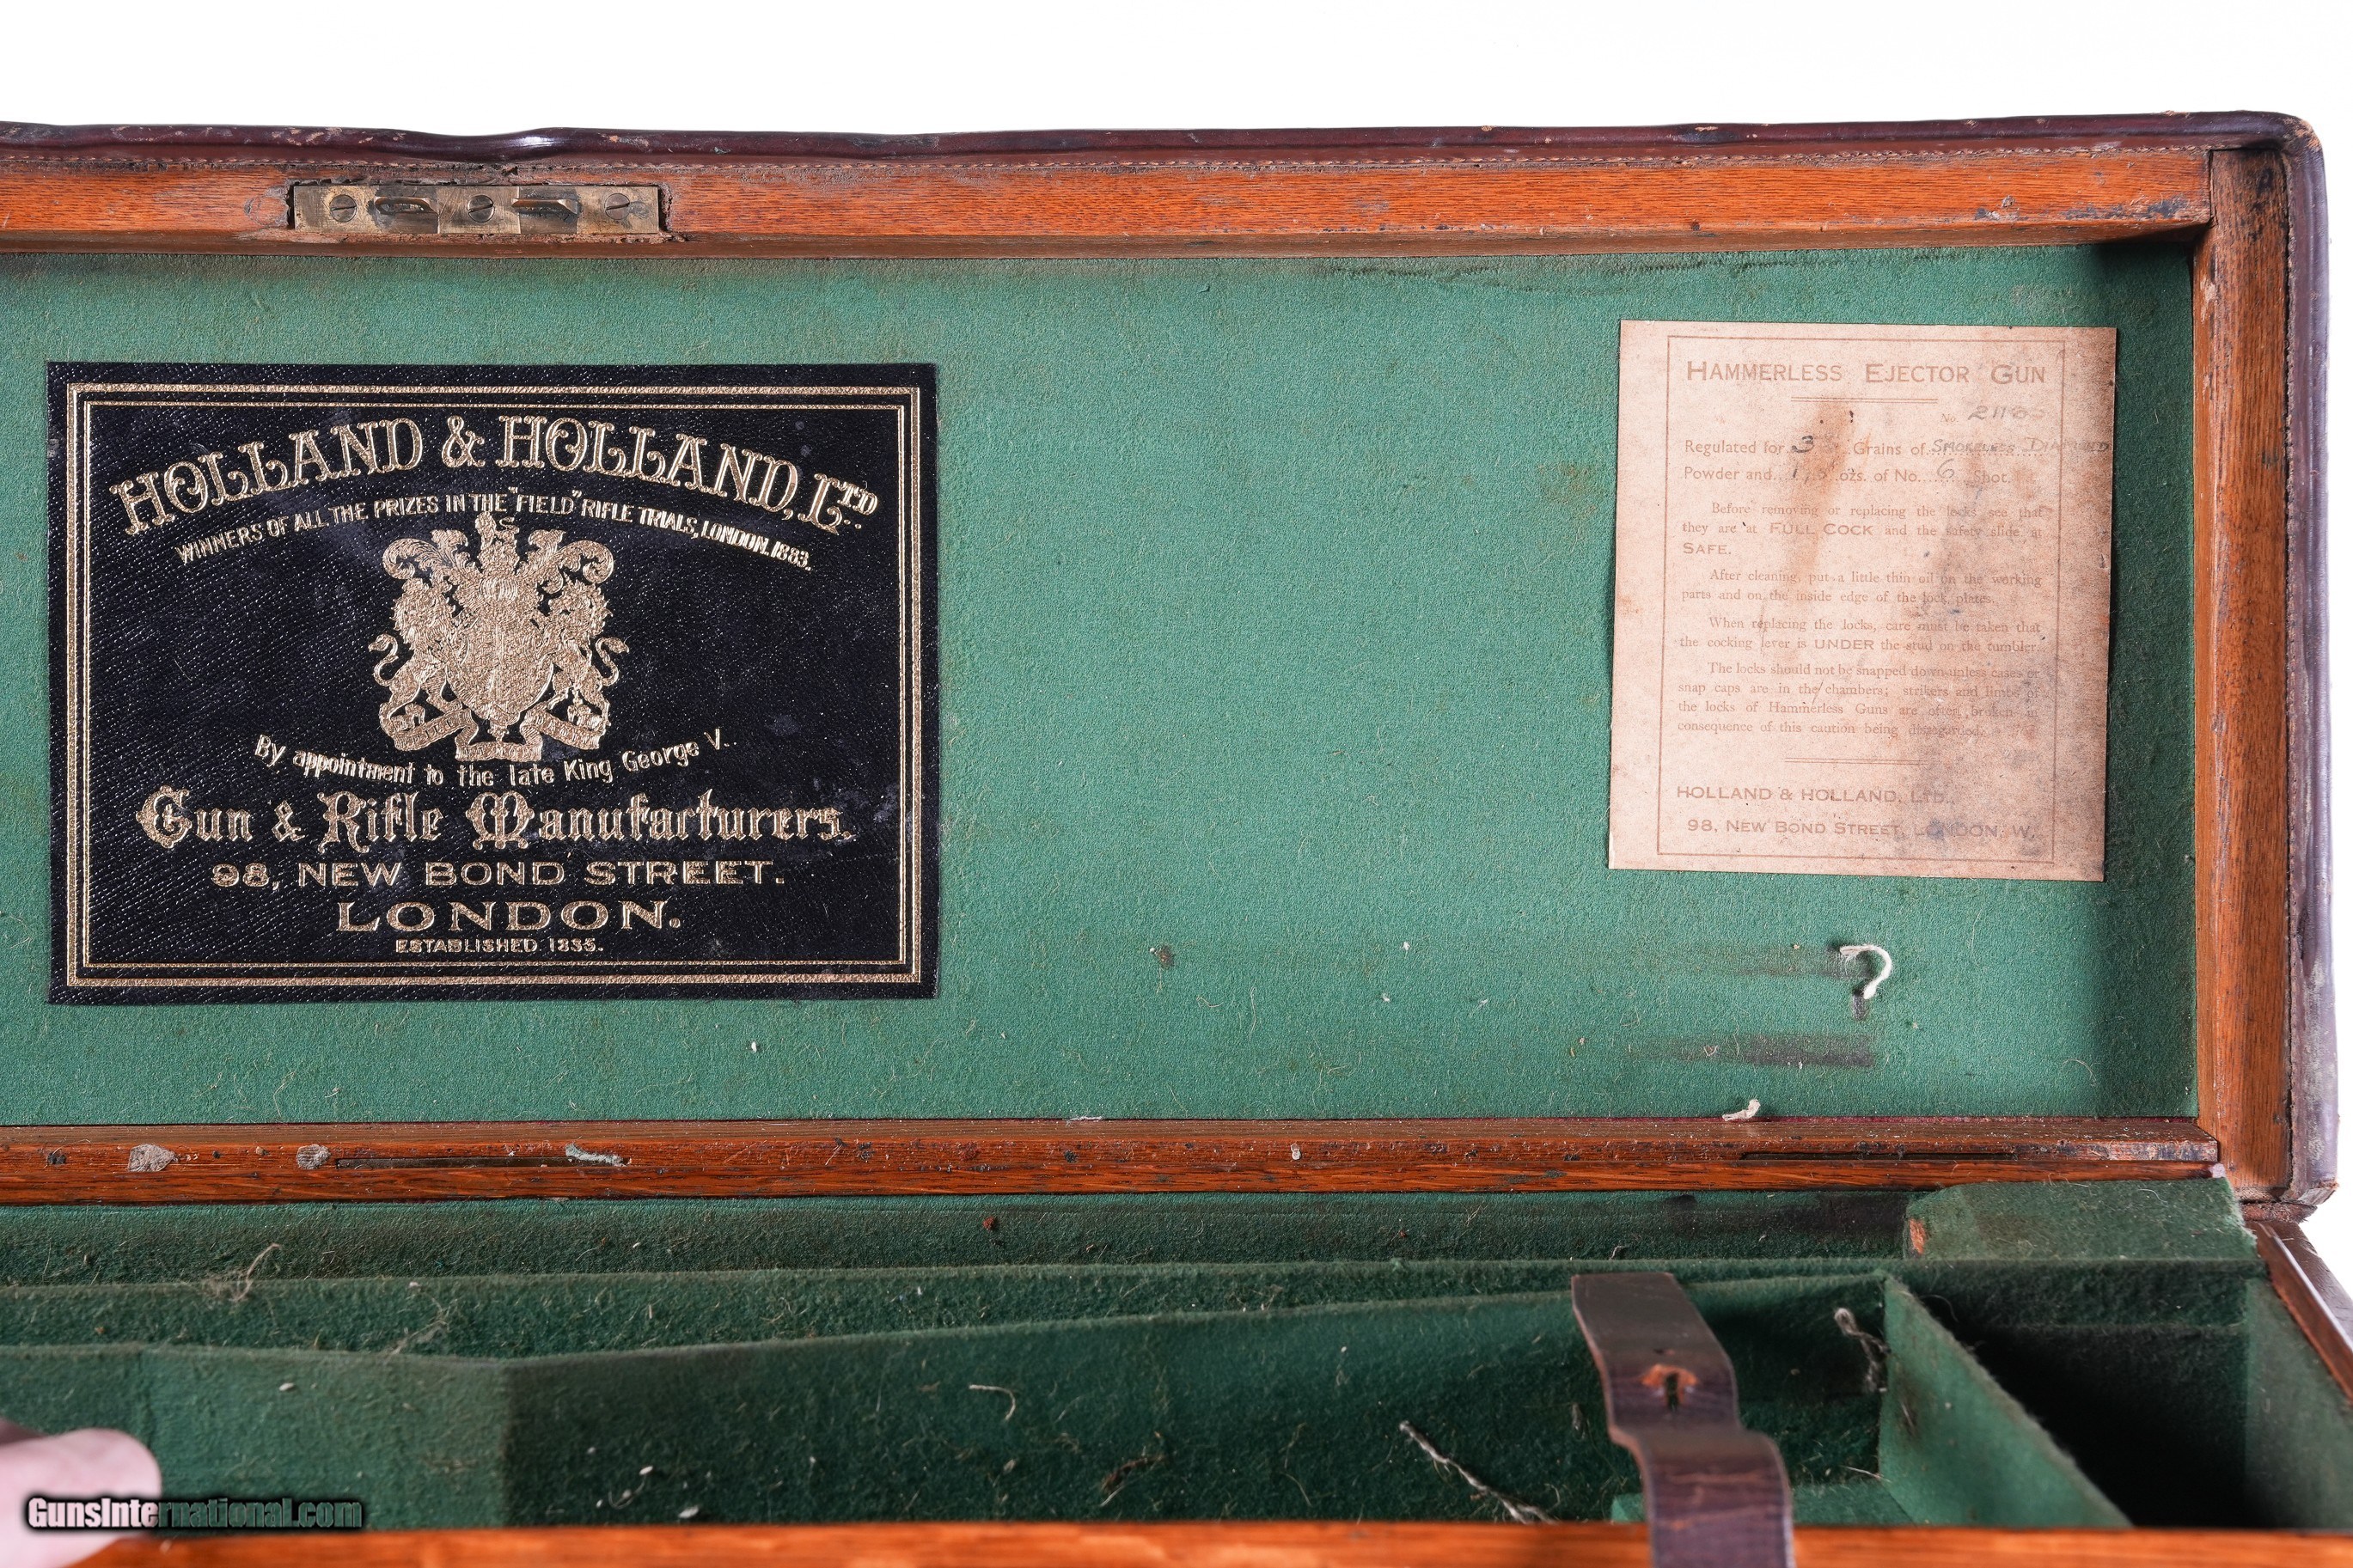 HOLLAND & HOLLAND, LTD.
WINNERS OF ALL THE PRIZES IN THE "FIELD" RIFLE TRIALS, LONDON. 1883.
By appointment to the late King George V.
Gun & Rifle Manufacturers.
98, NEW BOND STREET.
LONDON.
ESTABLISHED 1835.
HAMMERLESS EJECTOR GUN
No.
Regulated for 3 Grains of SMOKELESS DIAMOND
Powder and ozs. of No. 6 Shot.
Before removing or replacing the locks see that
they are at FULL COCK and the safety slide at
SAFE.
After cleaning, put a little thin oil on the working
parts and on the inside edge of the lock plates.
When replacing the locks, care must be taken that
the cocking lever is UNDER the stud on the tumbler.
The locks should not be snapped down unless cases or
snap caps are in the chambers; strikers and limbs of
the locks of Hammerless Guns are often broken in
consequence of this caution being disregarded.
HOLLAND & HOLLAND, LTD.,
98, NEW BOND STREET, LONDON, W.
GunsInternational.com